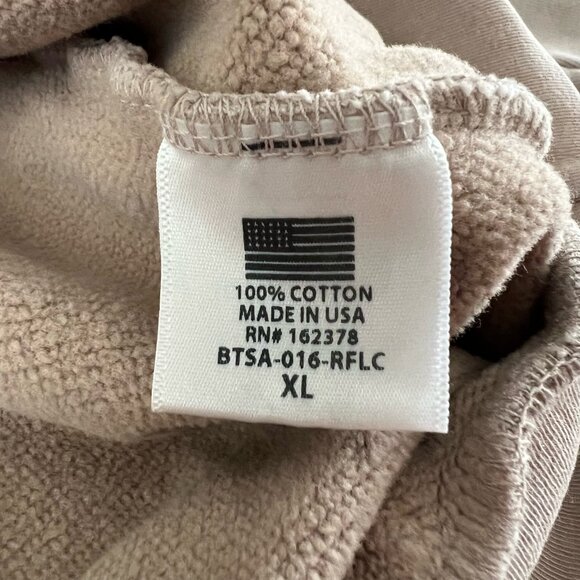 100% COTTON
MADE IN USA
RN# 162378
BTSA-016-RFLC
XL